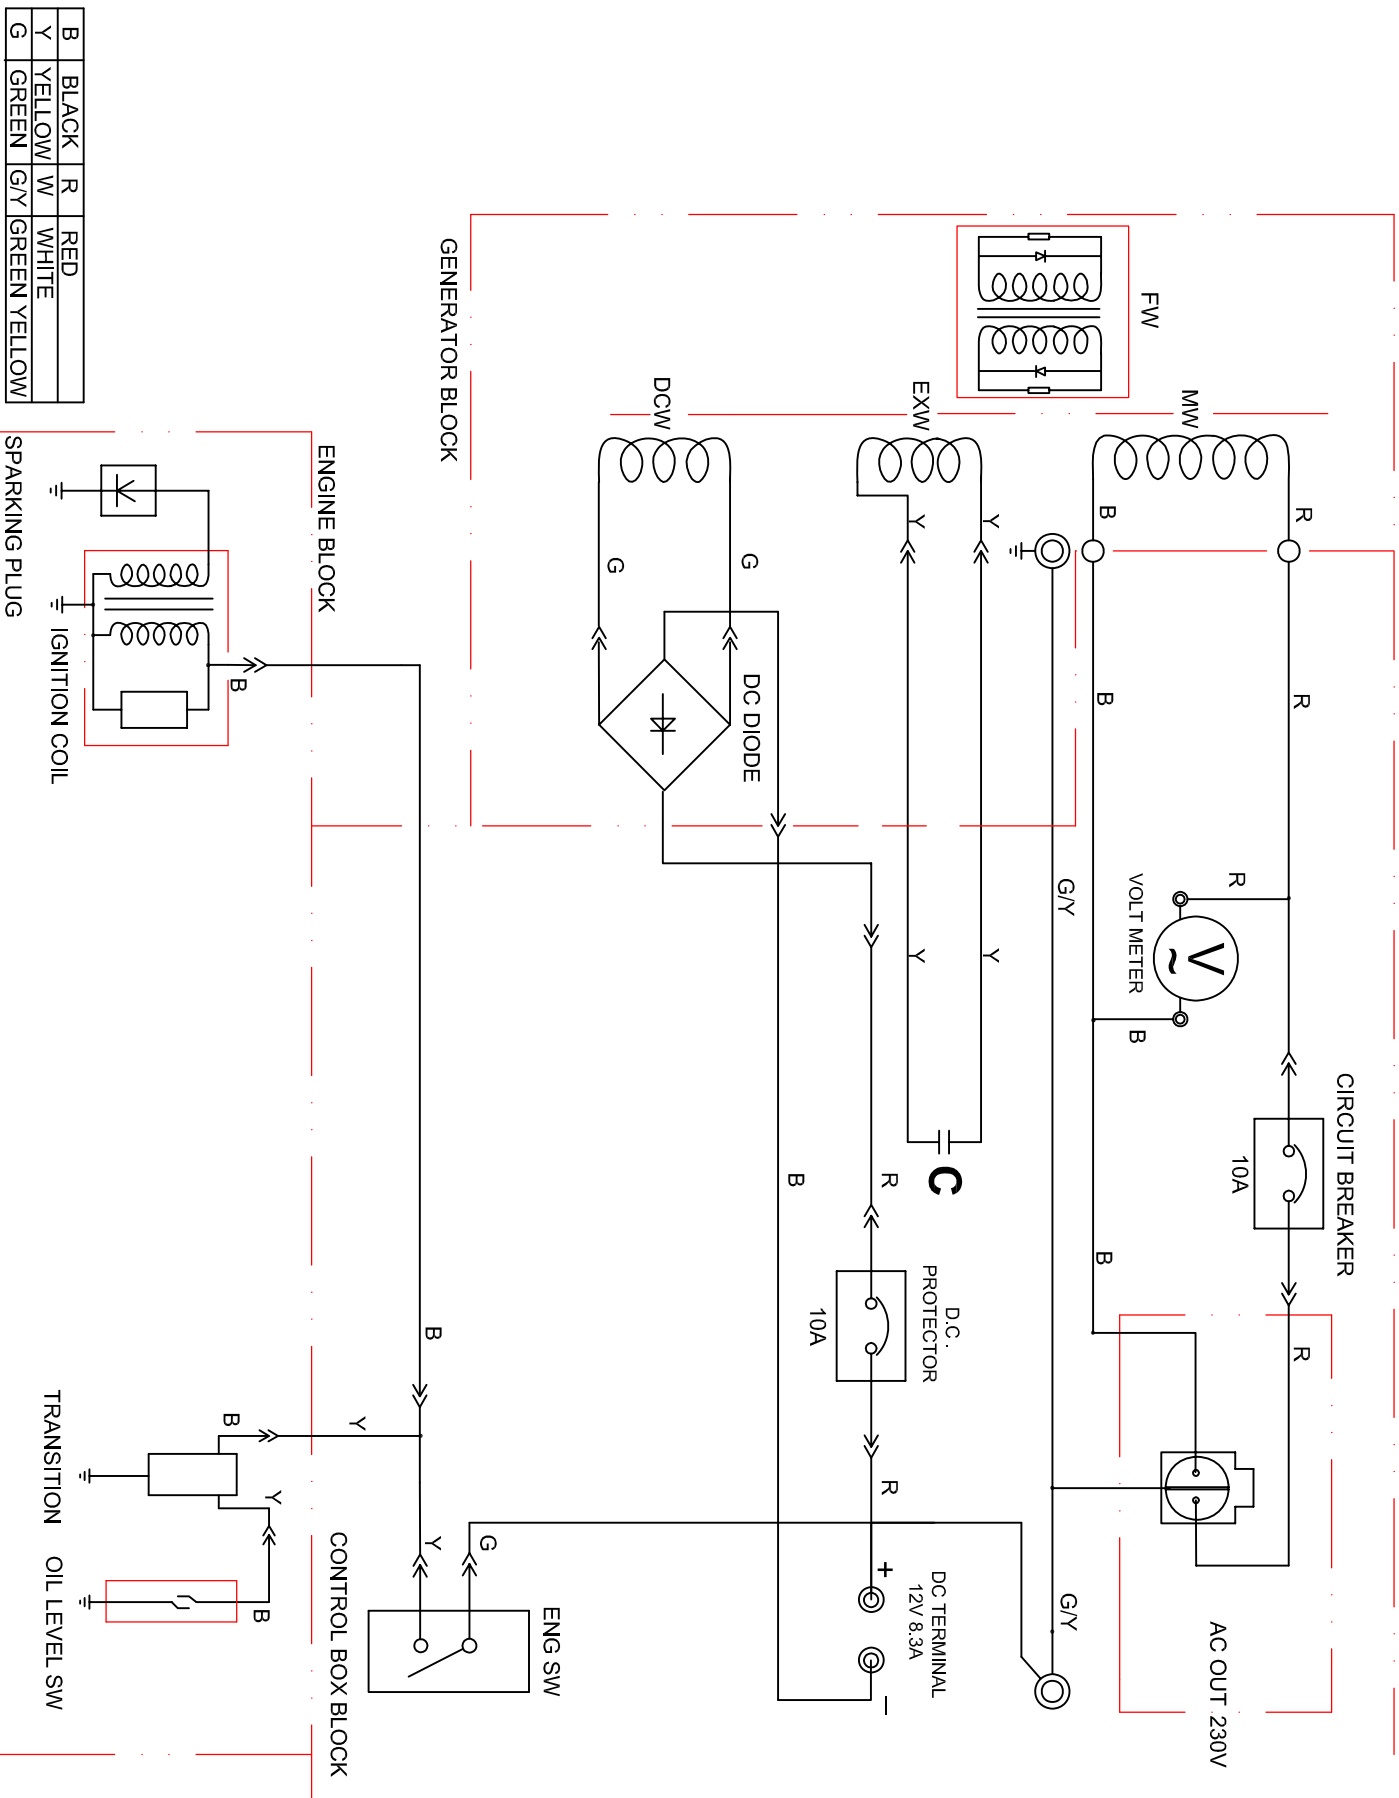 FW
MW
EXW
DCW
GENERATOR BLOCK
R
B
Y
Y
G
G
R
B
DC DIODE
G/Y
R
VOLT METER
V
~
B
Y
Y
C
CIRCUIT BREAKER
10A
B
R
B
D.C.
PROTECTOR
10A
R
R
AC OUT 230V
G/Y
DC TERMINAL
12V 8.3A
+
–
ENG SW
G
Y
CONTROL BOX BLOCK
ENGINE BLOCK
B
B
Y
B
Y
B
SPARKING PLUG
IGNITION COIL
TRANSITION
OIL LEVEL SW
B BLACK R RED
Y YELLOW W WHITE
G GREEN G/Y GREEN YELLOW